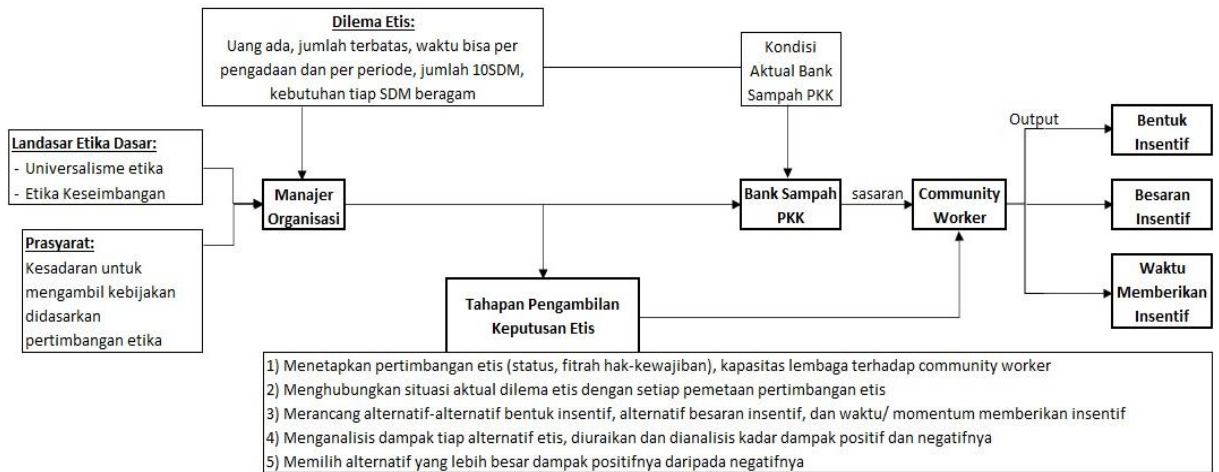 Dilema Etis:
Uang ada, jumlah terbatas, waktu bisa per
pengadaan dan per periode, jumlah 10SDM,
kebutuhan tiap SDM beragam
Kondisi
Aktual Bank
Sampah PKK
Landasar Etika Dasar:
- Universalisme etika
- Etika Keseimbangan
Prasyarat:
Kesadaran untuk
mengambil kebijakan
didasarkan
pertimbangan etika
Manajer
Organisasi
Bank Sampah
PKK
sasaran
Community
Worker
Output
Bentuk
Insentif
Besaran
Insentif
Waktu
Memberikan
Insentif
Tahapan Pengambilan
Keputusan Etis
1) Menetapkan pertimbangan etis (status, fitrah hak-kewajiban), kapasitas lembaga terhadap community worker
2) Menghubungkan situasi aktual dilema etis dengan setiap pemetaan pertimbangan etis
3) Merancang alternatif-alternatif bentuk insentif, alternatif besaran insentif, dan waktu/ momentum memberikan insentif
4) Menganalisis dampak tiap alternatif etis, diuraikan dan dianalisis kadar dampak positif dan negatifnya
5) Memilih alternatif yang lebih besar dampak positifnya daripada negatifnya